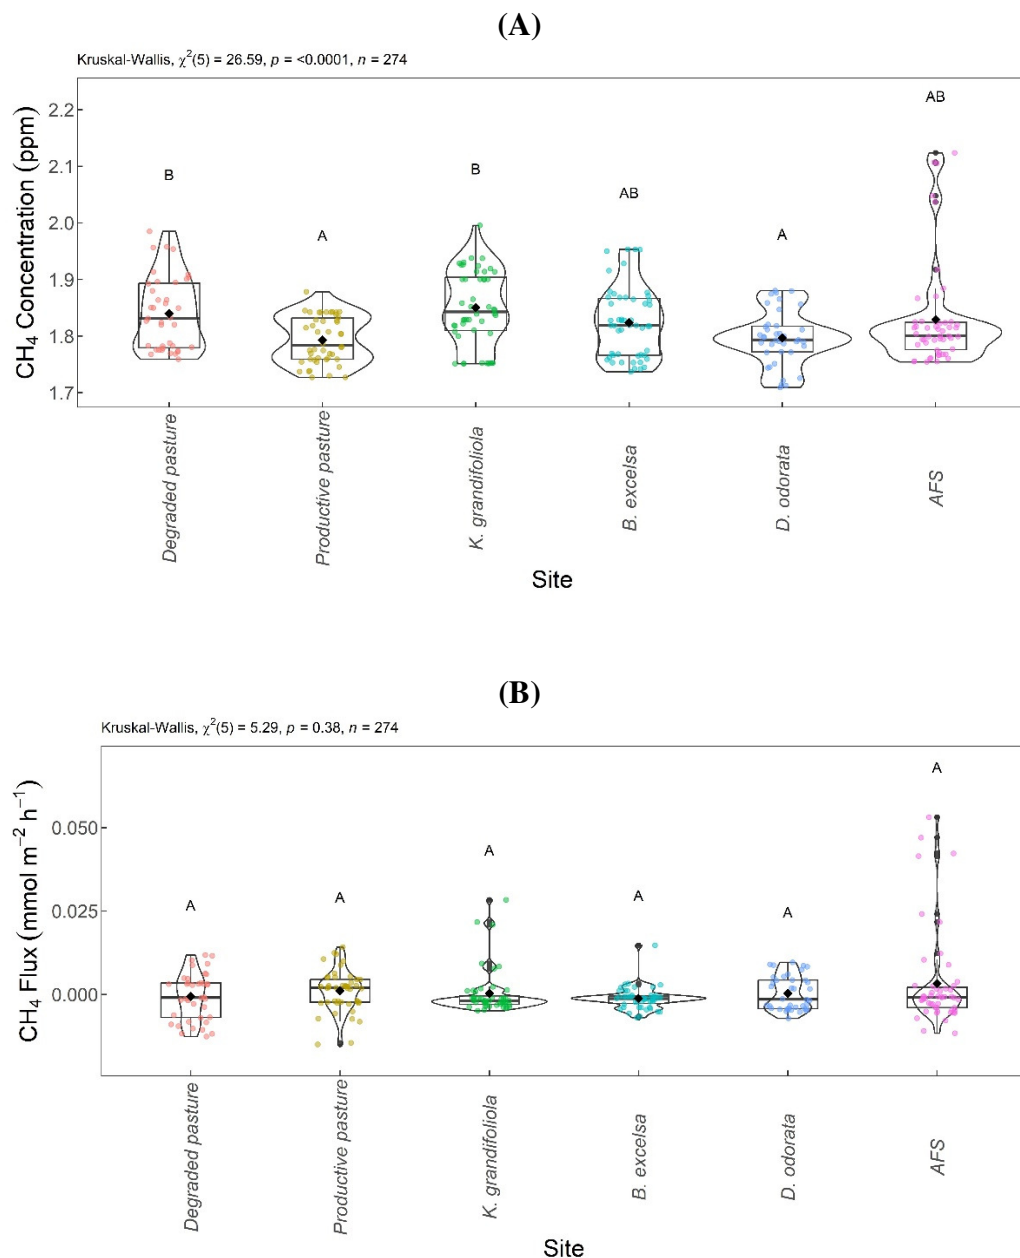 (A)
Kruskal-Wallis, χ²(5) = 26.59, p = <0.0001, n = 274
CH₄ Concentration (ppm)
2.2
2.1
2.0
1.9
1.8
1.7
B
A
B
AB
A
AB
Degraded pasture
Productive pasture
K. grandifoliola
B. excelsa
D. odorata
AFS
Site
(B)
Kruskal-Wallis, χ²(5) = 5.29, p = 0.38, n = 274
CH₄ Flux (mmol m⁻² h⁻¹)
0.050
0.025
0.000
A
A
A
A
A
A
Degraded pasture
Productive pasture
K. grandifoliola
B. excelsa
D. odorata
AFS
Site